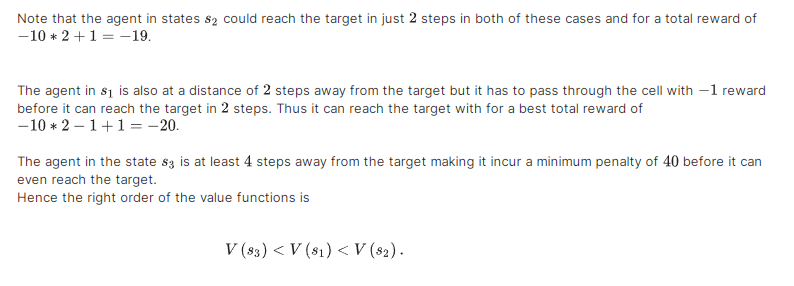 Note that the agent in states s₂ could reach the target in just 2 steps in both of these cases and for a total reward of
−10 ∗ 2 + 1 = −19.
The agent in s₁ is also at a distance of 2 steps away from the target but it has to pass through the cell with −1 reward
before it can reach the target in 2 steps. Thus it can reach the target with for a best total reward of
−10 ∗ 2 − 1 + 1 = −20.
The agent in the state s₃ is at least 4 steps away from the target making it incur a minimum penalty of 40 before it can
even reach the target.
Hence the right order of the value functions is
V (s₃) < V (s₁) < V (s₂) .